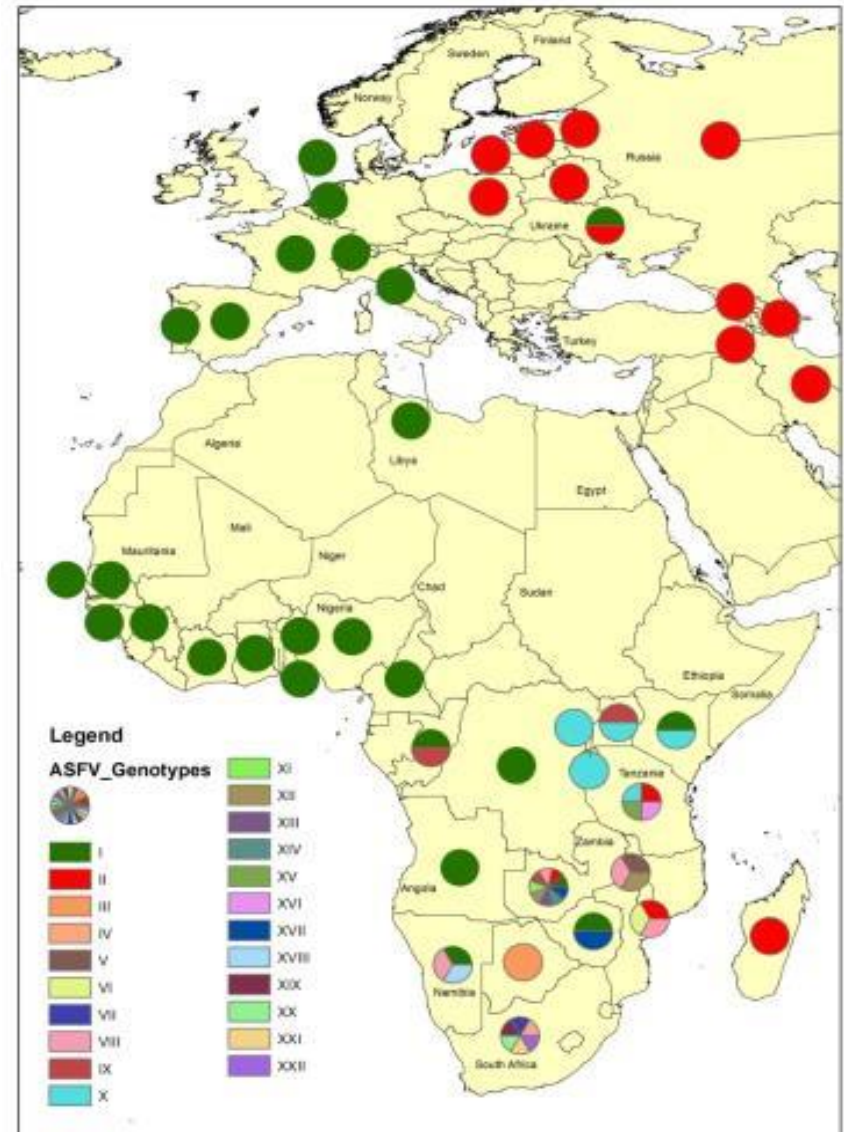 Finland
Sweden
Norway
Russia
Ukraine
Turkey
Algeria
Libya
Egypt
Mali
Mauritania
Niger
Chad
Sudan
Nigeria
Ethiopia
Somalia
Tanzania
Zambia
Angola
Namibia
South Africa
Legend
ASFV_Genotypes
I
II
III
IV
V
VI
VII
VIII
IX
X
XI
XII
XIII
XIV
XV
XVI
XVII
XVIII
XIX
XX
XXI
XXII